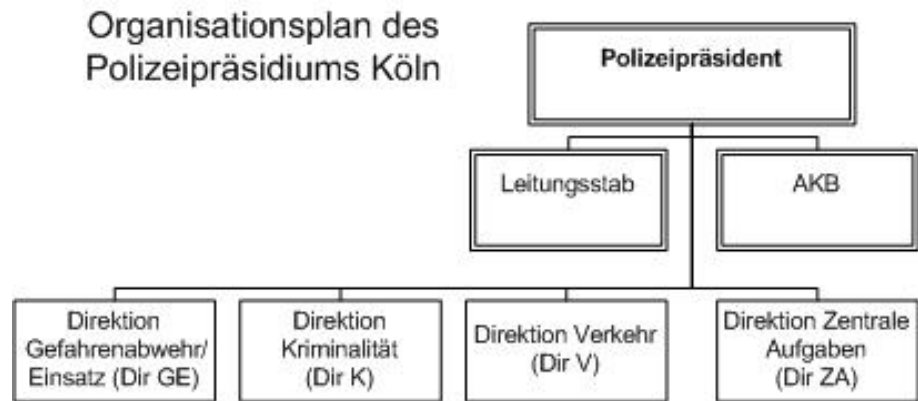 Organisationsplan des
Polizeipräsidiums Köln
Polizeipräsident
Leitungsstab
AKB
Direktion
Gefahrenabwehr/
Einsatz (Dir GE)
Direktion
Kriminalität
(Dir K)
Direktion Verkehr
(Dir V)
Direktion Zentrale
Aufgaben
(Dir ZA)